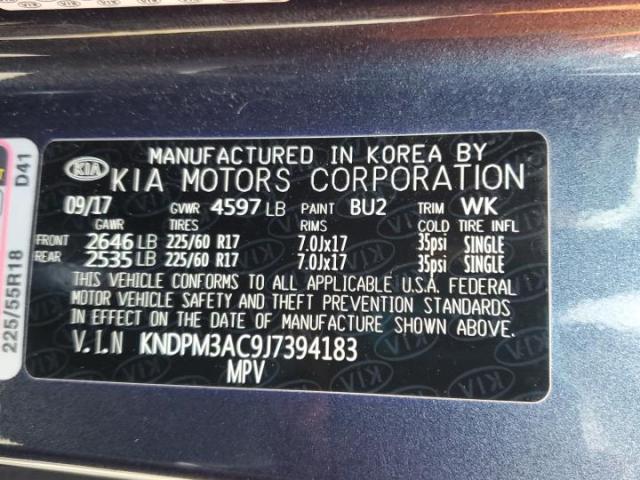 KIA MANUFACTURED IN KOREA BY
KIA MOTORS CORPORATION
09/17 GVWR 4597 LB PAINT BU2 TRIM WK
GAWR TIRES RIMS COLD TIRE INFL
FRONT 2646 LB 225/60 R17 7.0Jx17 35psi SINGLE
REAR 2535 LB 225/60 R17 7.0Jx17 35psi SINGLE
THIS VEHICLE CONFORMS TO ALL APPLICABLE U.S.A. FEDERAL
MOTOR VEHICLE SAFETY AND THEFT PREVENTION STANDARDS
IN EFFECT ON THE DATE OF MANUFACTURE SHOWN ABOVE.
V.I.N KNDPM3AC9J7394183
MPV
225/55R18 D41